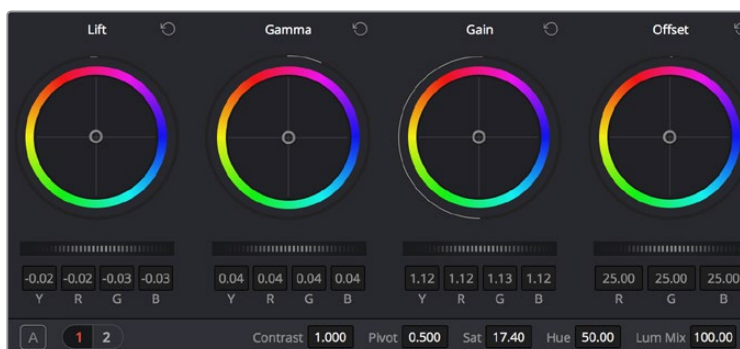 Lift Gamma Gain Offset
-0.02 -0.02 -0.03 -0.03 0.04 0.04 0.04 0.04 1.12 1.12 1.13 1.12 25.00 25.00 25.00
Y R G B Y R G B Y R G B R G B
A 1 2 Contrast 1.000 Pivot 0.500 Sat 17.40 Hue 50.00 Lum Mix 100.00